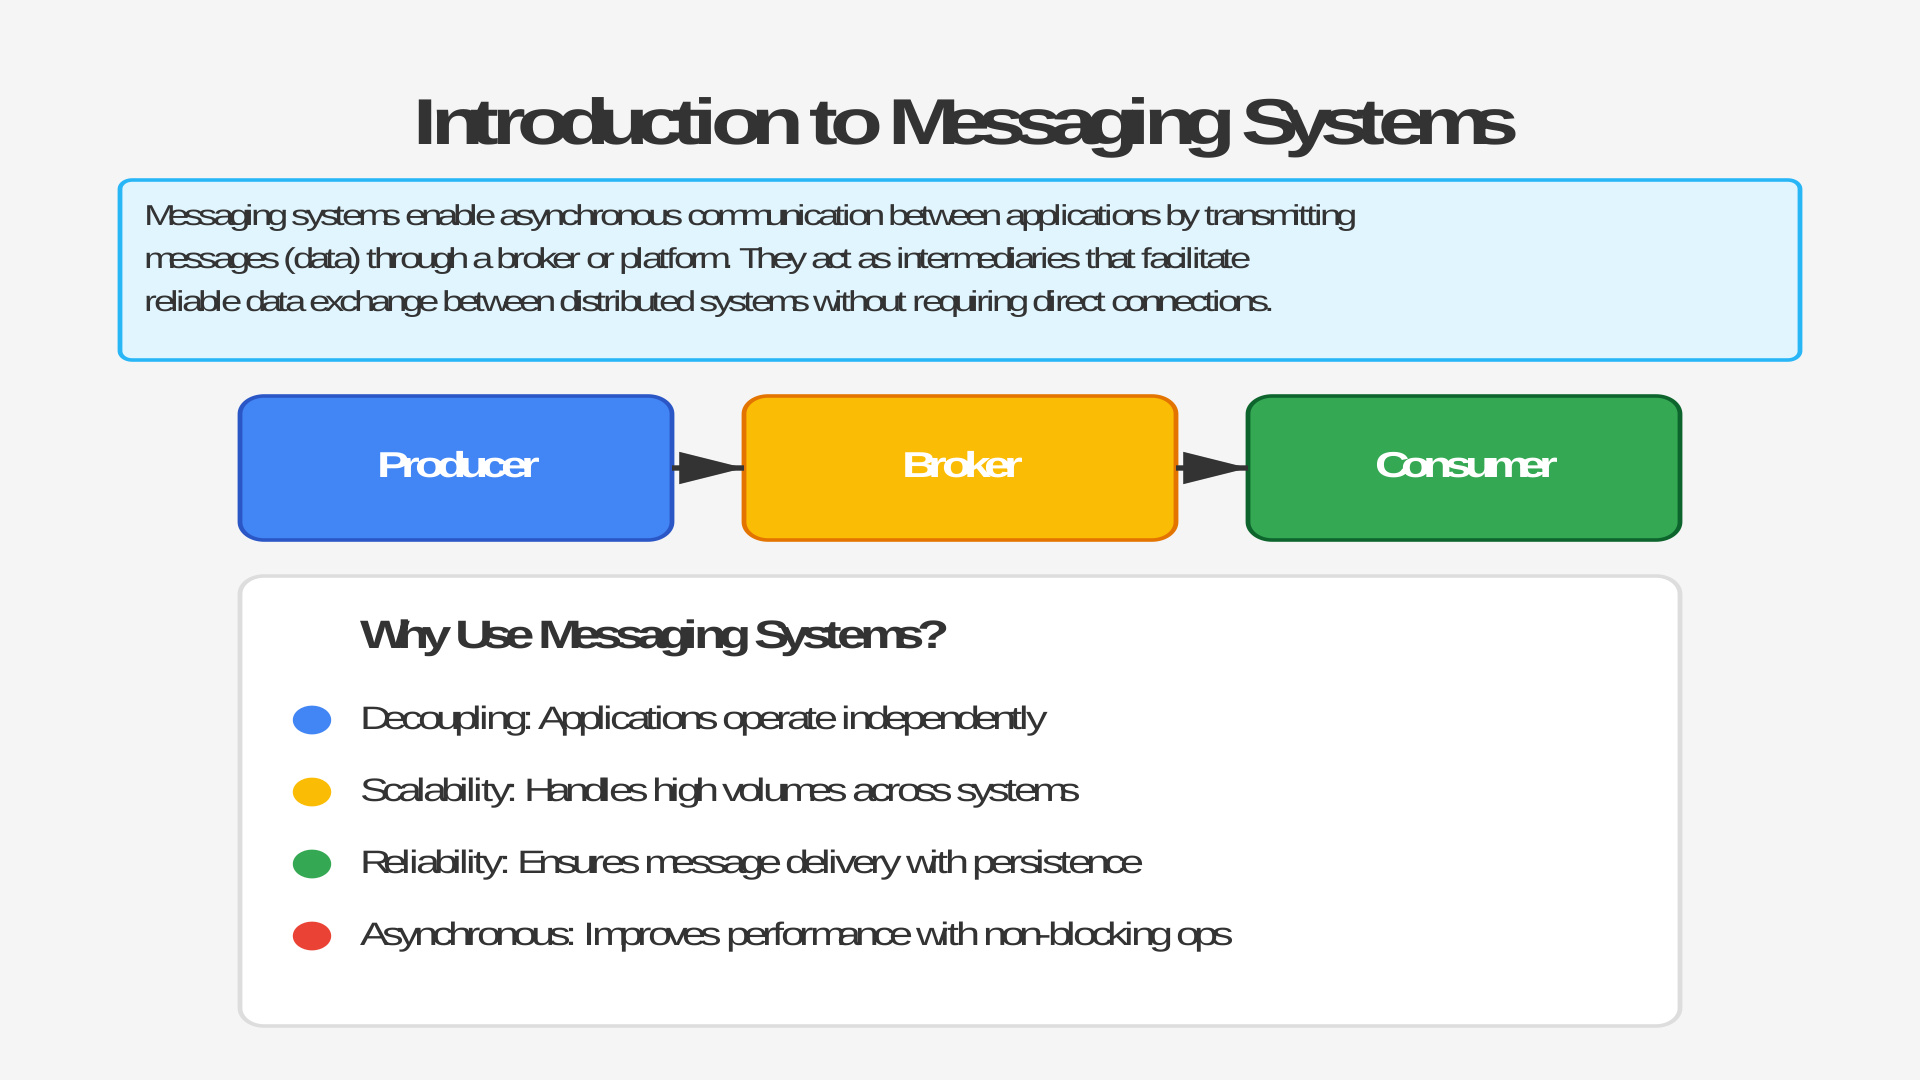 Introduction to Messaging Systems
Messaging systems enable asynchronous communication between applications by transmitting
messages (data) through a broker or platform. They act as intermediaries that facilitate
reliable data exchange between distributed systems without requiring direct connections.
Producer
Broker
Consumer
Why Use Messaging Systems?
Decoupling: Applications operate independently
Scalability: Handles high volumes across systems
Reliability: Ensures message delivery with persistence
Asynchronous: Improves performance with non-blocking ops